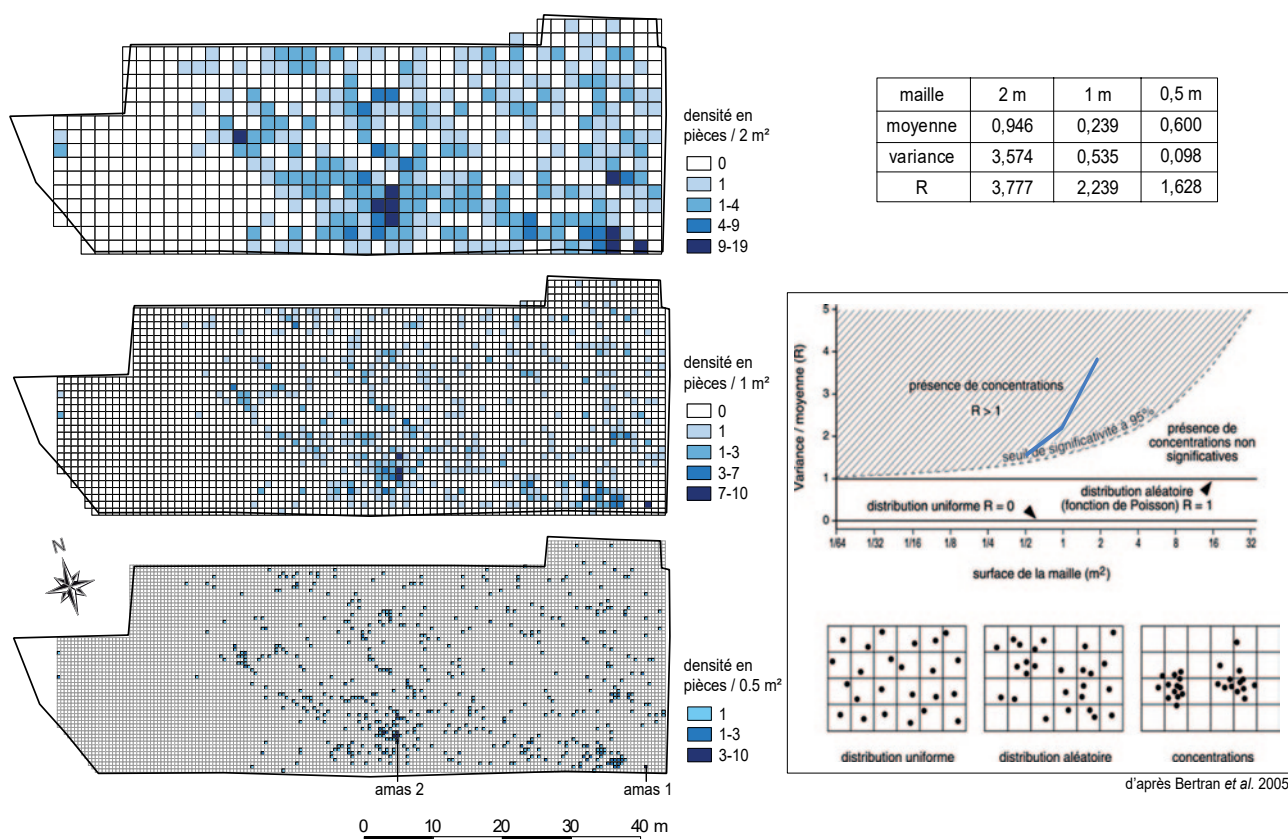 densité en
pièces / 2 m²
0
1
1-4
4-9
9-19
maille 2 m 1 m 0,5 m
moyenne 0,946 0,239 0,600
variance 3,574 0,535 0,098
R 3,777 2,239 1,628
densité en
pièces / 1 m²
0
1
1-3
3-7
7-10
N
densité en
pièces / 0.5 m²
1
1-3
3-10
amas 2
amas 1
0 10 20 30 40 m
Variance / moyenne (R)
5
4
3
2
1
0
présence de concentrations
R > 1
seuil de significativité à 95%
présence de
concentrations non
significatives
distribution aléatoire
(fonction de Poisson) R = 1
distribution uniforme R = 0
1/64 1/32 1/16 1/8 1/4 1/2 1 2 4 8 16 32
surface de la maille (m²)
distribution uniforme
distribution aléatoire
concentrations
d'après Bertran et al. 2005